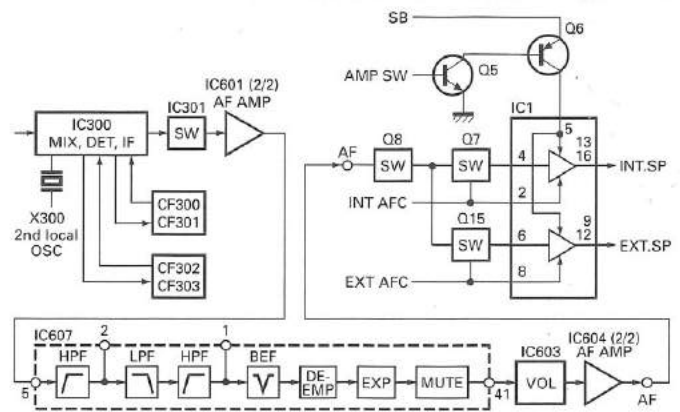 SB
Q6
Q5
AMP SW
IC601 (2/2)
AF AMP
IC301
IC1
IC300
MIX, DET, IF
SW
5
13
16
AF
Q8
Q7
SW
SW
4
INT.SP
INT AFC
2
X300
2nd local
OSC
CF300
CF301
Q15
SW
6
9
12
EXT.SP
CF302
CF303
EXT AFC
8
IC607
2
1
HPF
LPF
HPF
BEF
IC603
IC604 (2/2)
AF AMP
5
DE-
EMP
EXP
MUTE
41
VOL
AF